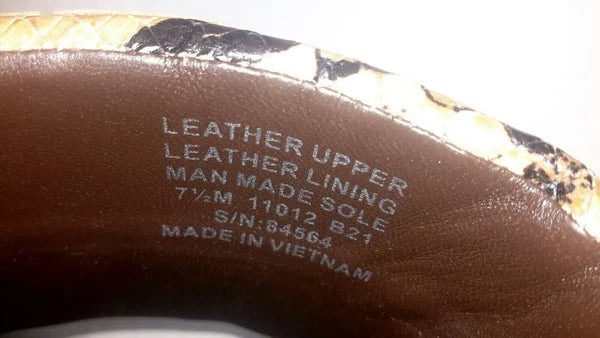 LEATHER UPPER
LEATHER LINING
MAN MADE SOLE
7½M 11012 B21
S/N:84564
MADE IN VIETNAM